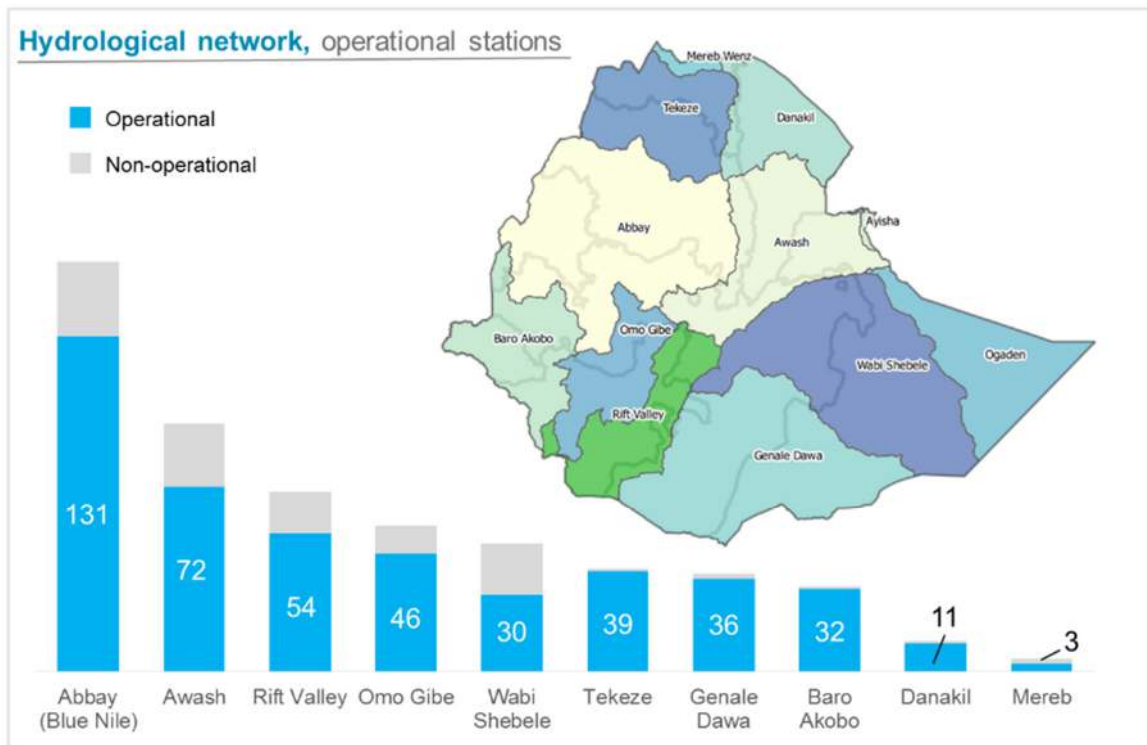 Hydrological network, operational stations
Operational
Non-operational
Mereb Wenz
Tekeze
Danakil
Abbay
Awash
Ayisha
Baro Akobo
Omo Gibe
Wabi Shebele
Ogaden
Rift Valley
Genale Dawa
131
72
54
46
30
39
36
32
11
3
Abbay
(Blue Nile)
Awash
Rift Valley
Omo Gibe
Wabi
Shebele
Tekeze
Genale
Dawa
Baro
Akobo
Danakil
Mereb